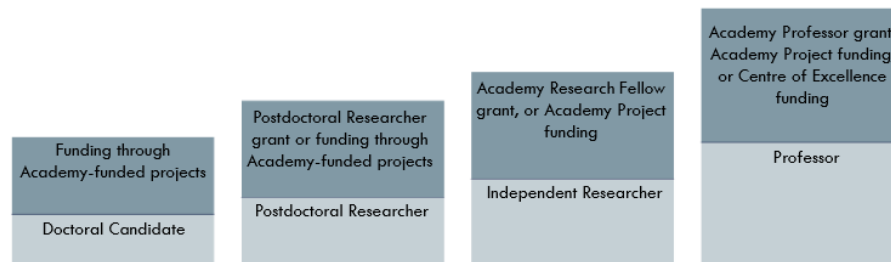 Funding through
Academy-funded projects
Doctoral Candidate
Postdoctoral Researcher
grant or funding through
Academy-funded projects
Postdoctoral Researcher
Academy Research Fellow
grant, or Academy Project
funding
Independent Researcher
Academy Professor grant
Academy Project funding
or Centre of Excellence
funding
Professor